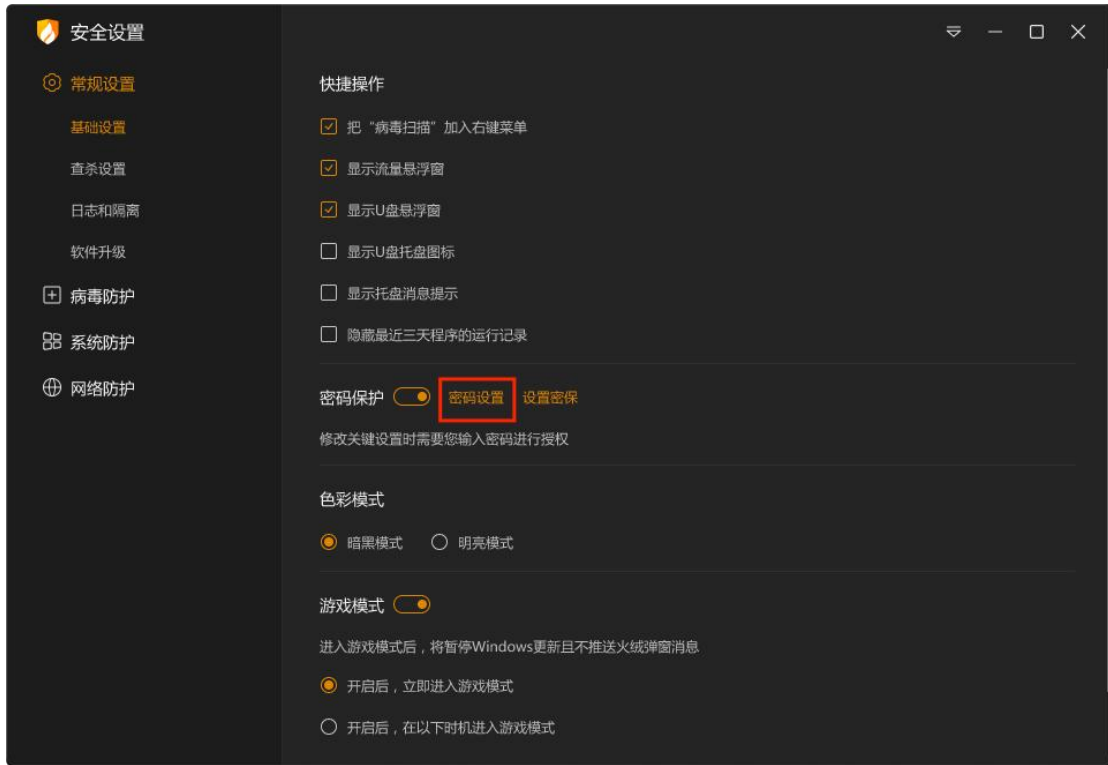 安全设置
常规设置
基础设置
查杀设置
日志和隔离
软件升级
病毒防护
系统防护
网络防护
快捷操作
把“病毒扫描”加入右键菜单
显示流量悬浮窗
显示U盘悬浮窗
显示U盘托盘图标
显示托盘消息提示
隐藏最近三天程序的运行记录
密码保护 密码设置 设置密保
修改关键设置时需要您输入密码进行授权
色彩模式
暗黑模式 明亮模式
游戏模式
进入游戏模式后，将暂停Windows更新且不推送火绒弹窗消息
开启后，立即进入游戏模式
开启后，在以下时机进入游戏模式